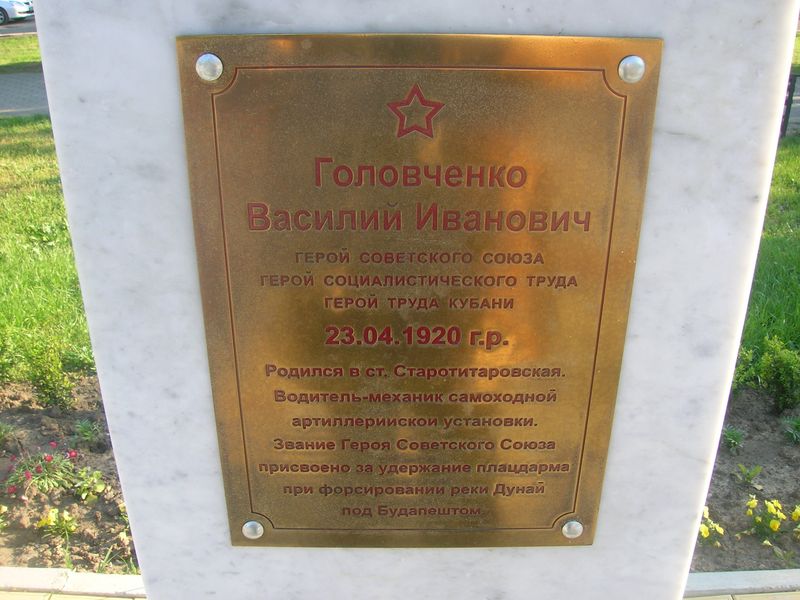 Головченко
Василий Иванович
ГЕРОЙ СОВЕТСКОГО СОЮЗА
ГЕРОЙ СОЦИАЛИСТИЧЕСКОГО ТРУДА
ГЕРОЙ ТРУДА КУБАНИ
23.04.1920 г.р.
Родился в ст. Старотитаровская.
Водитель-механик самоходной
артиллерийской установки.
Звание Героя Советского Союза
присвоено за удержание плацдарма
при форсировании реки Дунай
под Будапештом